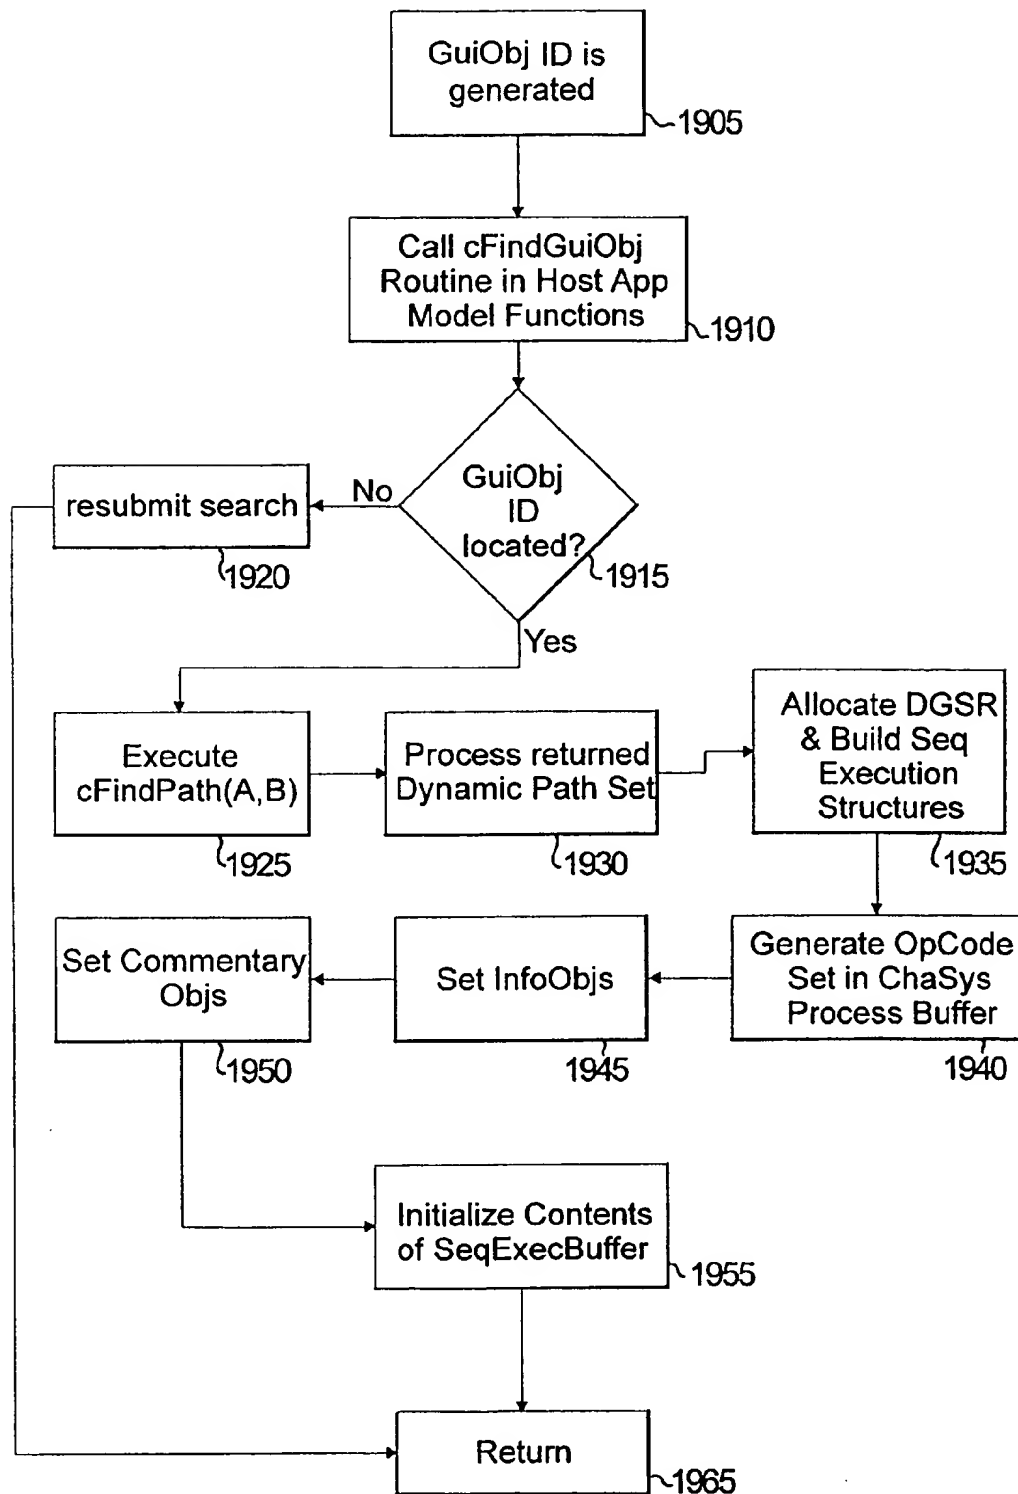 GuiObj ID is
generated
1905
Call cFindGuiObj
Routine in Host App
Model Functions
1910
GuiObj
ID
located?
1915
No
resubmit search
1920
Yes
Execute
cFindPath(A,B)
1925
Process returned
Dynamic Path Set
1930
Allocate DGSR
& Build Seq
Execution
Structures
1935
Generate OpCode
Set in ChaSys
Process Buffer
1940
Set InfoObjs
1945
Set Commentary
Objs
1950
Initialize Contents
of SeqExecBuffer
1955
Return
1965